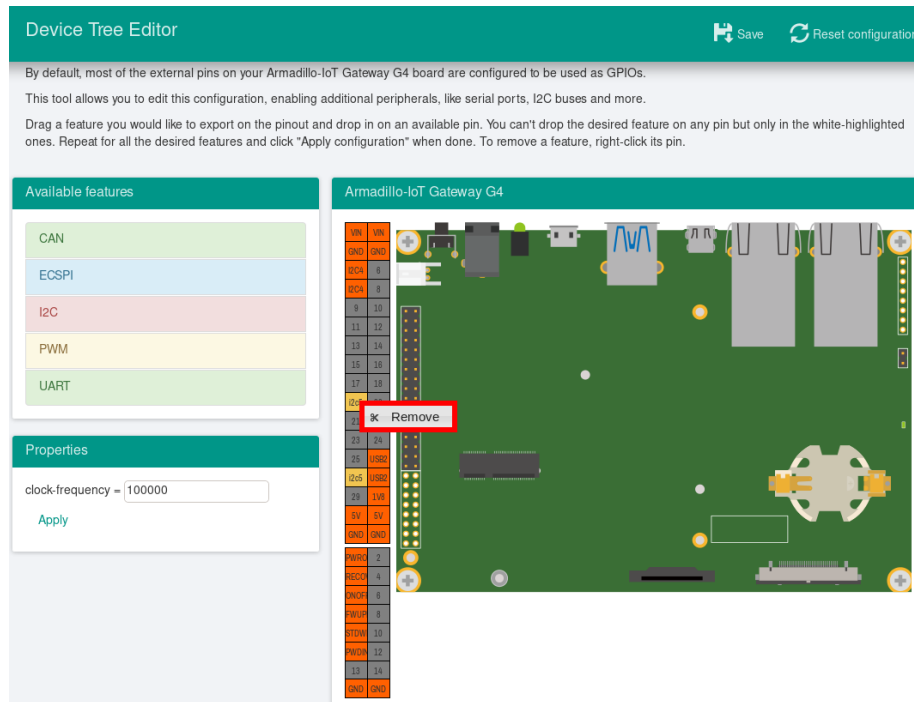 Device Tree Editor
Save
Reset configuration
By default, most of the external pins on your Armadillo-IoT Gateway G4 board are configured to be used as GPIOs.
This tool allows you to edit this configuration, enabling additional peripherals, like serial ports, I2C buses and more.
Drag a feature you would like to export on the pinout and drop in on an available pin. You can't drop the desired feature on any pin but only in the white-highlighted
ones. Repeat for all the desired features and click "Apply configuration" when done. To remove a feature, right-click its pin.
Available features
CAN
ECSPI
I2C
PWM
UART
Properties
clock-frequency = 100000
Apply
Armadillo-IoT Gateway G4
VIN VIN
GND GND
I2C4 6
I2C4 8
9 10
11 12
13 14
15 16
17 18
i2c5
21
Remove
23 24
25 USB2
i2c5 USB2
29 1V8
5V 5V
GND GND
PWRO 2
RECO 4
ONOF 6
FWUP 8
STDW 10
PWDIN 12
13 14
GND GND